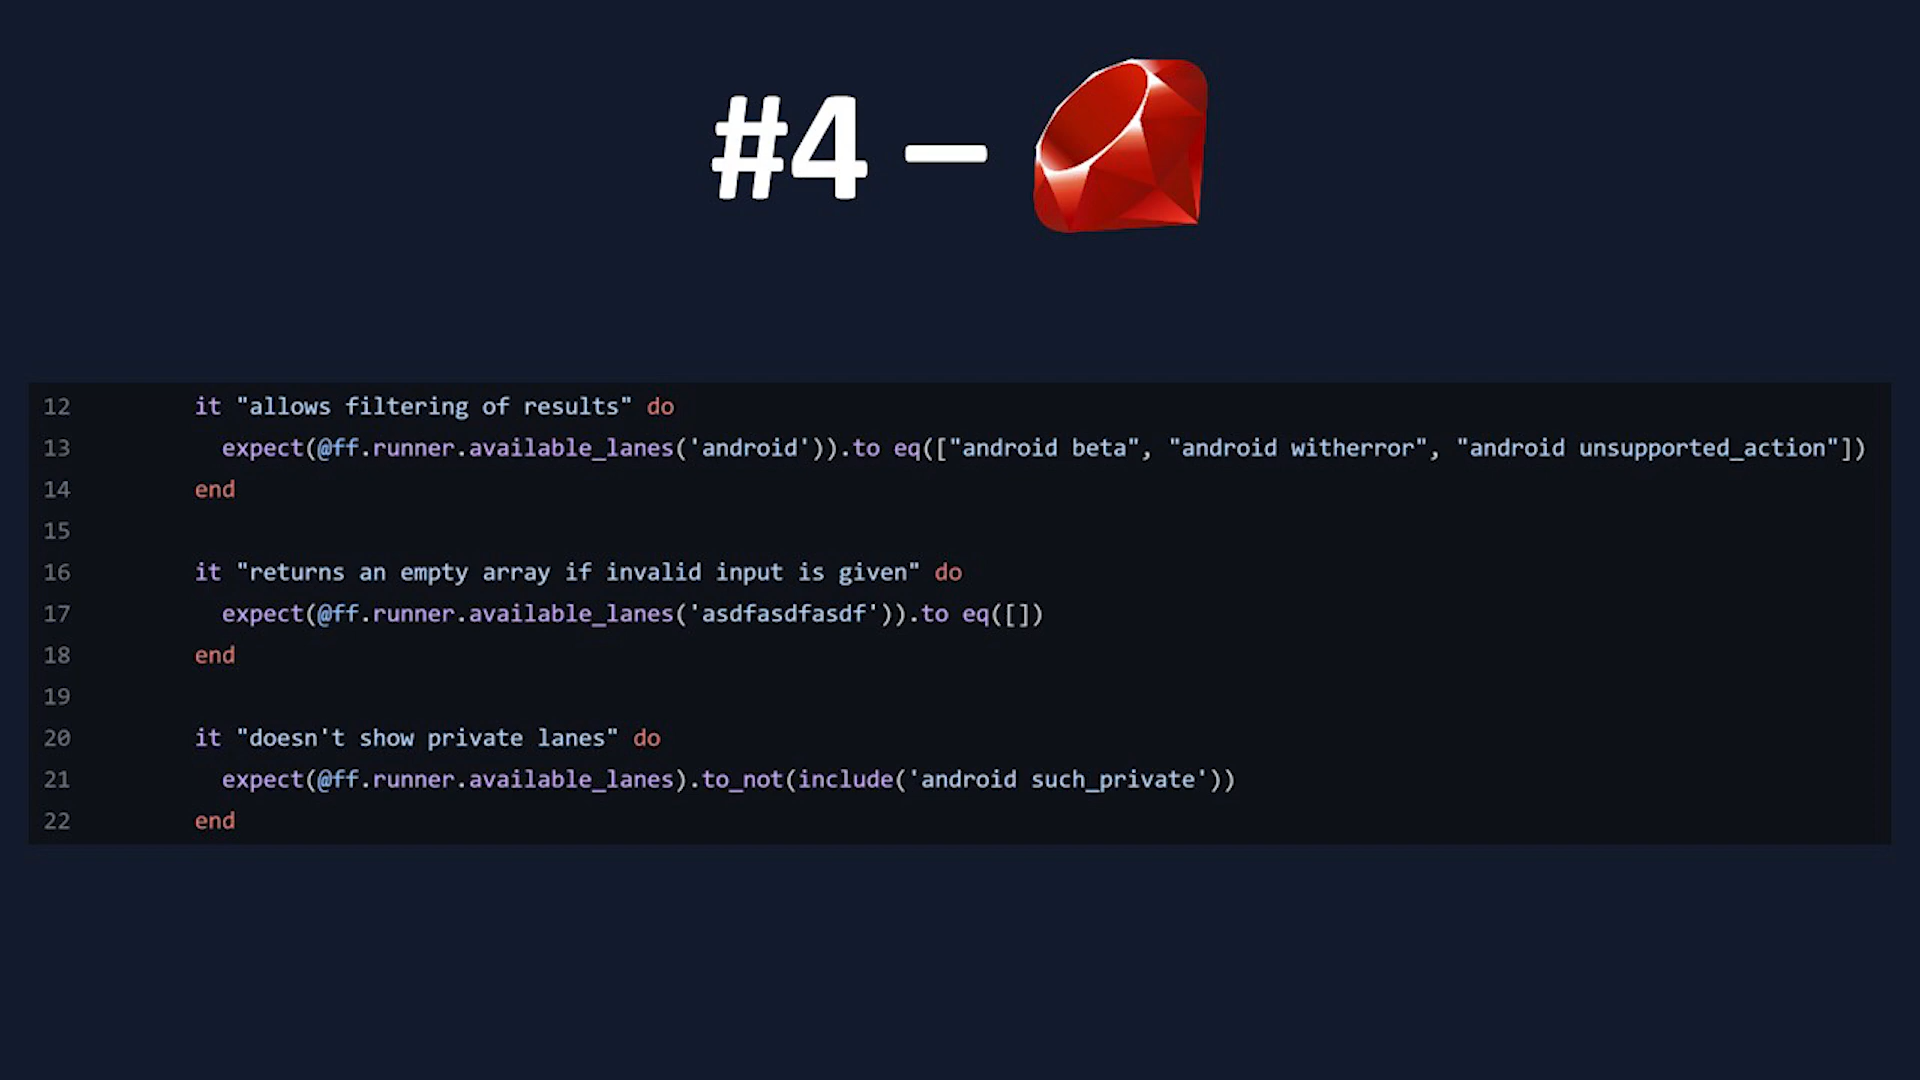 #4 –
12 it "allows filtering of results" do
13 expect(@ff.runner.available_lanes('android')).to eq(["android beta", "android witherror", "android unsupported_action"])
14 end
15
16 it "returns an empty array if invalid input is given" do
17 expect(@ff.runner.available_lanes('asdfasdfasdf')).to eq([])
18 end
19
20 it "doesn't show private lanes" do
21 expect(@ff.runner.available_lanes).to_not(include('android such_private'))
22 end